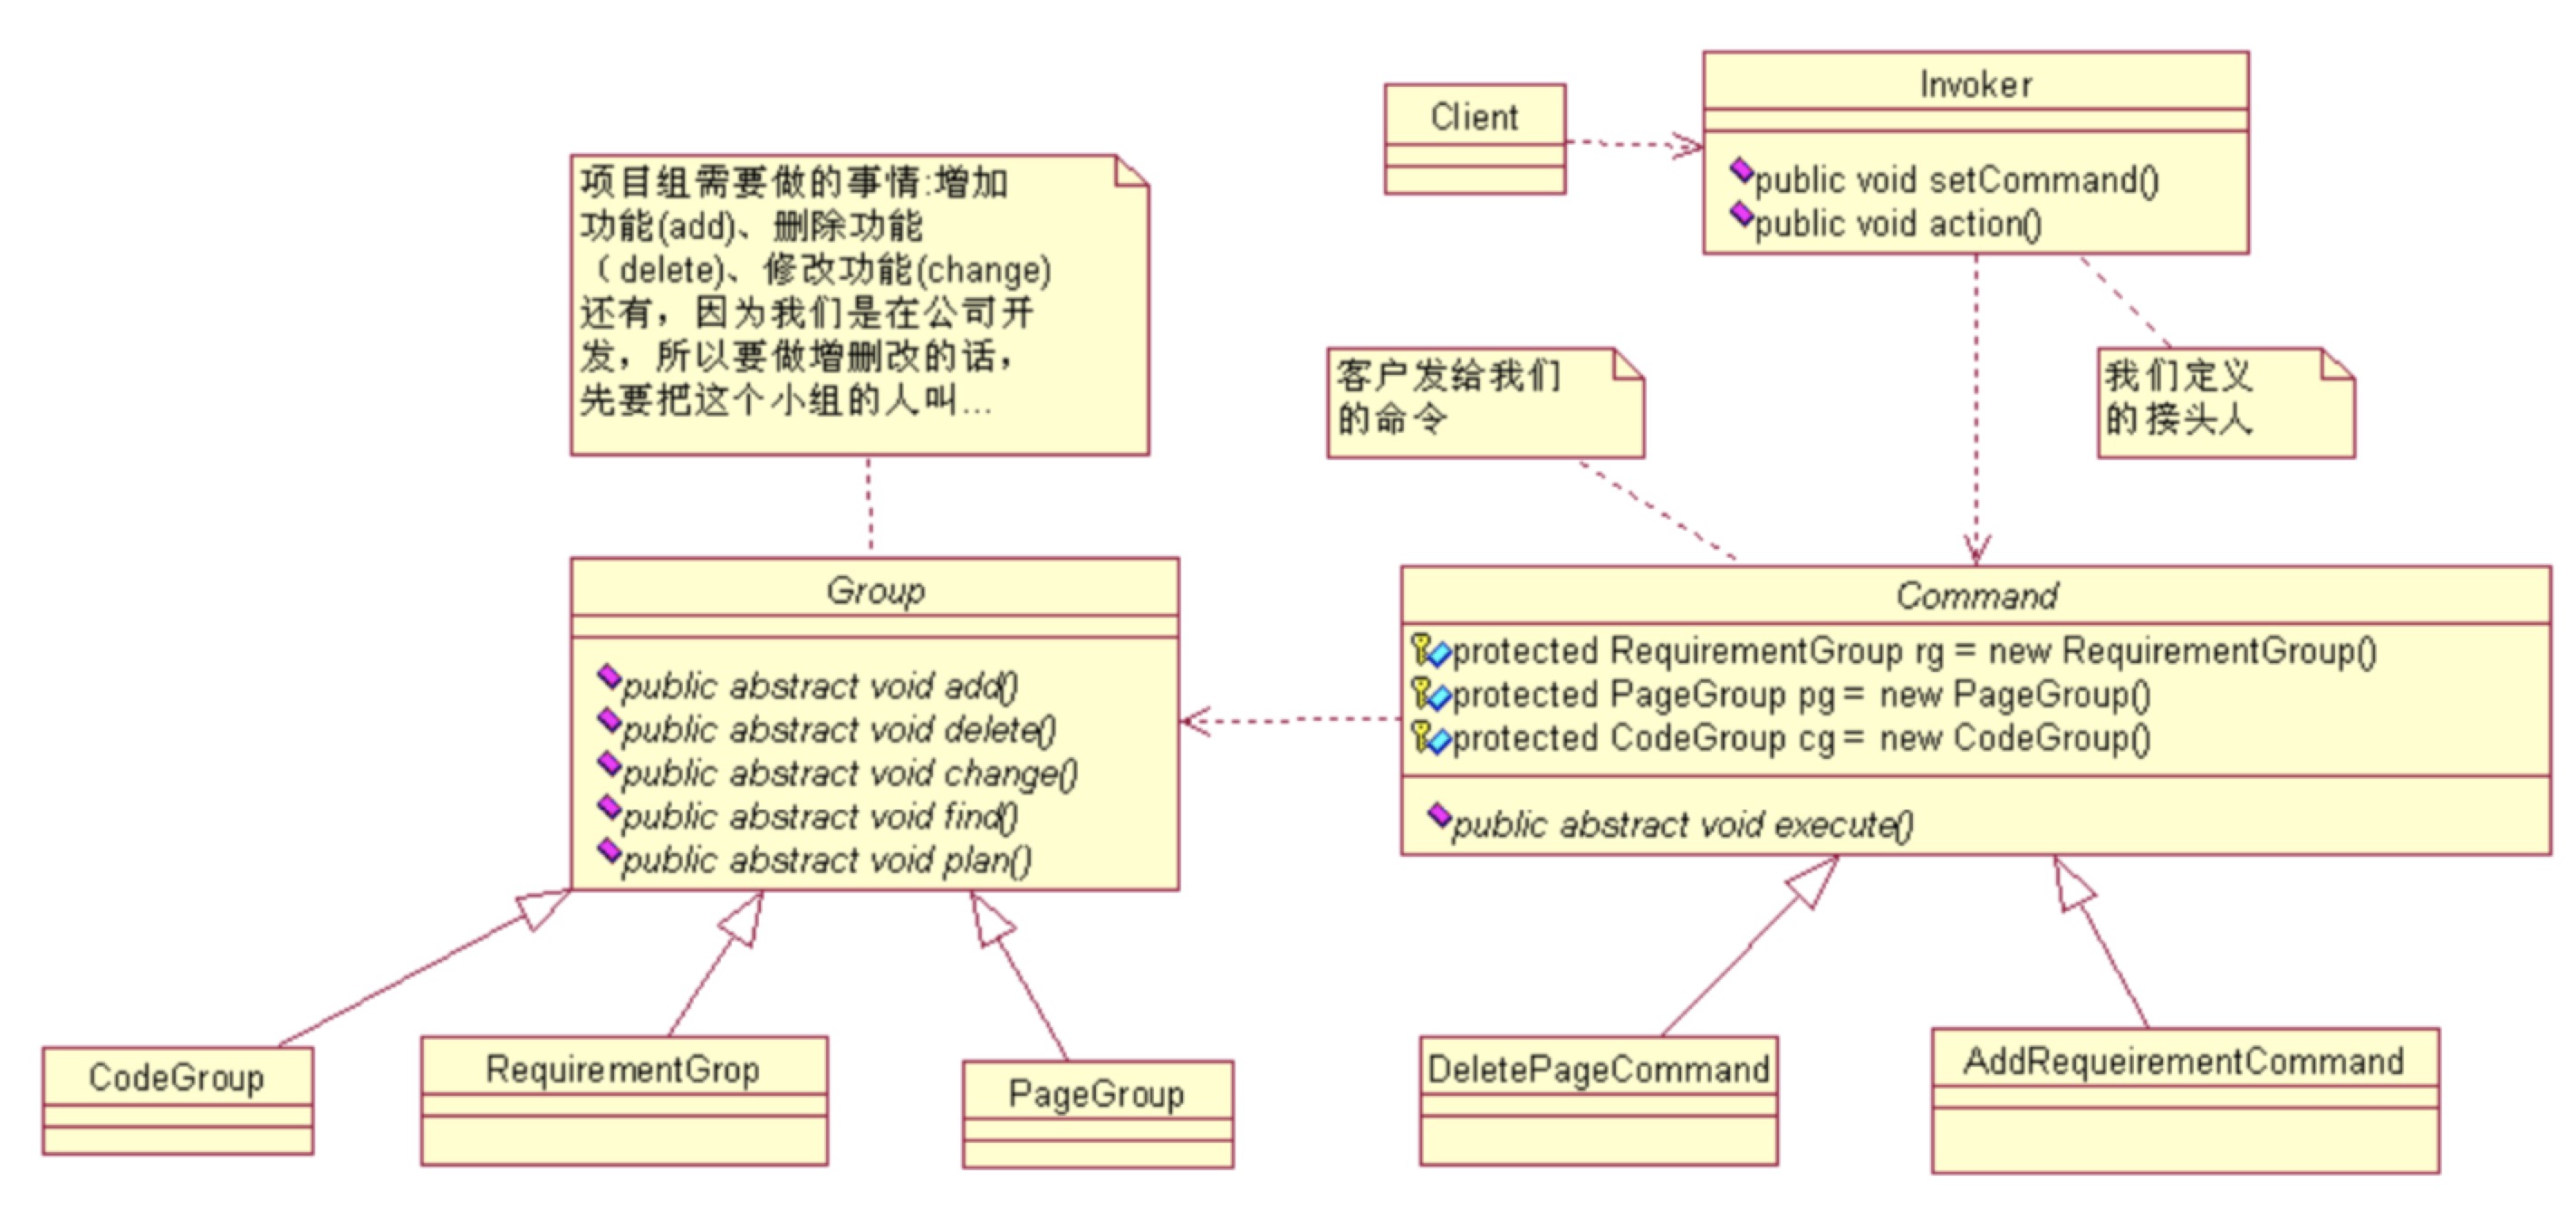 Client
Invoker
public void setCommand()
public void action()
项目组需要做的事情:增加
功能(add)、删除功能
（delete)、修改功能(change)
还有，因为我们是在公司开
发，所以要做增删改的话，
先要把这个小组的人叫...
客户发给我们
的命令
我们定义
的接头人
Group
public abstract void add()
public abstract void delete()
public abstract void change()
public abstract void find()
public abstract void plan()
Command
protected RequirementGroup rg = new RequirementGroup()
protected PageGroup pg = new PageGroup()
protected CodeGroup cg = new CodeGroup()
public abstract void execute()
CodeGroup
RequirementGrop
PageGroup
DeletePageCommand
AddRequeirementCommand